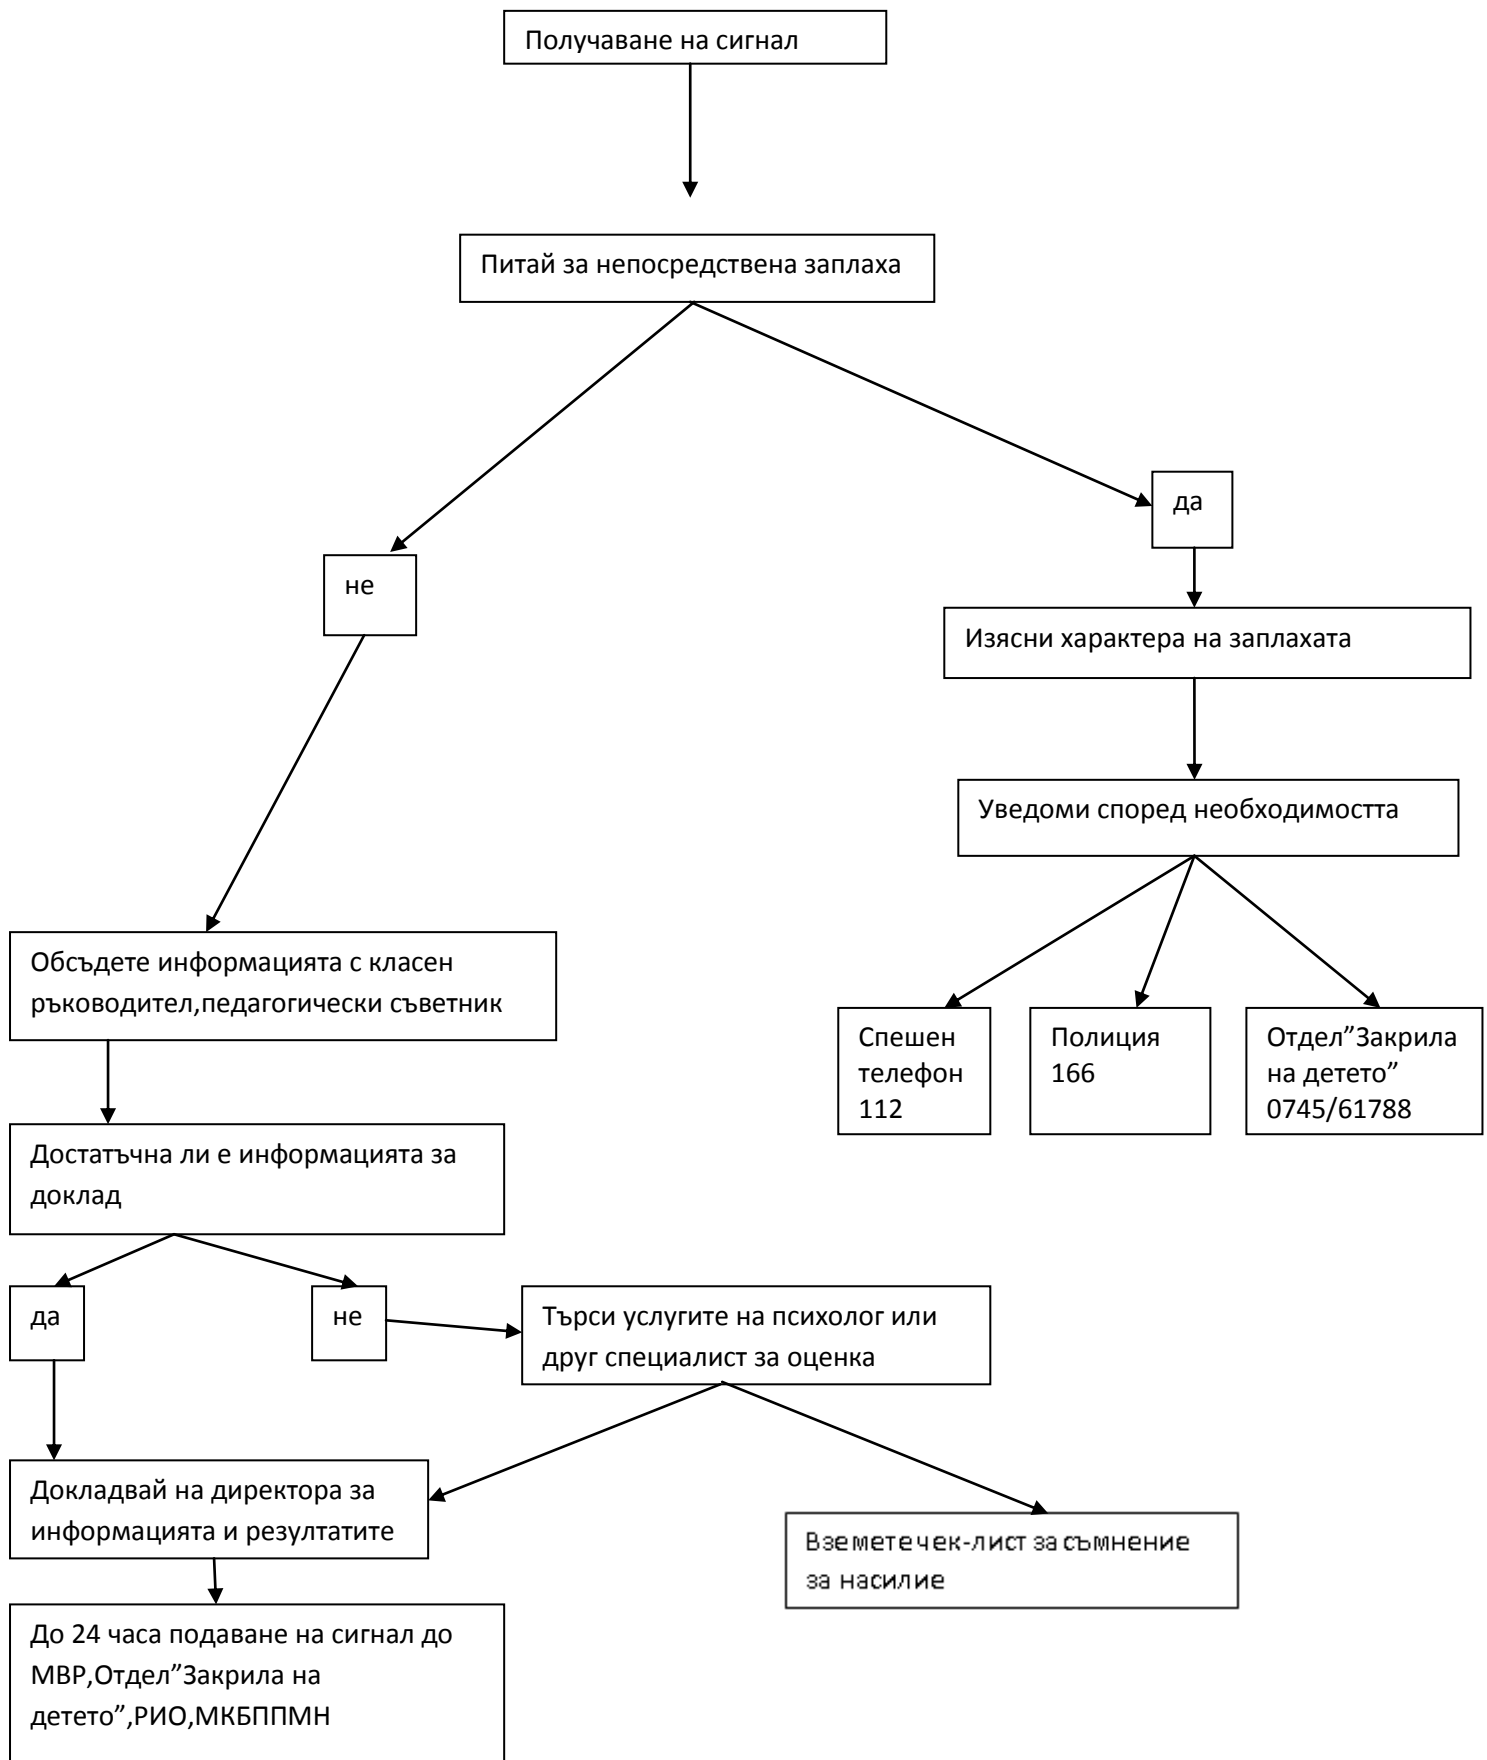 Получаване на сигнал
Питай за непосредствена заплаха
да
не
Изясни характера на заплахата
Уведоми според необходимостта
Обсъдете информацията с класен
ръководител,педагогически съветник
Спешен
телефон
112
Полиция
166
Отдел”Закрила
на детето”
0745/61788
Достатъчна ли е информацията за
доклад
да
не
Търси услугите на психолог или
друг специалист за оценка
Докладвай на директора за
информацията и резултатите
Вземете чек-лист за съмнение
за насилие
До 24 часа подаване на сигнал до
МВР,Отдел”Закрила на
детето”,РИО,МКБППМН